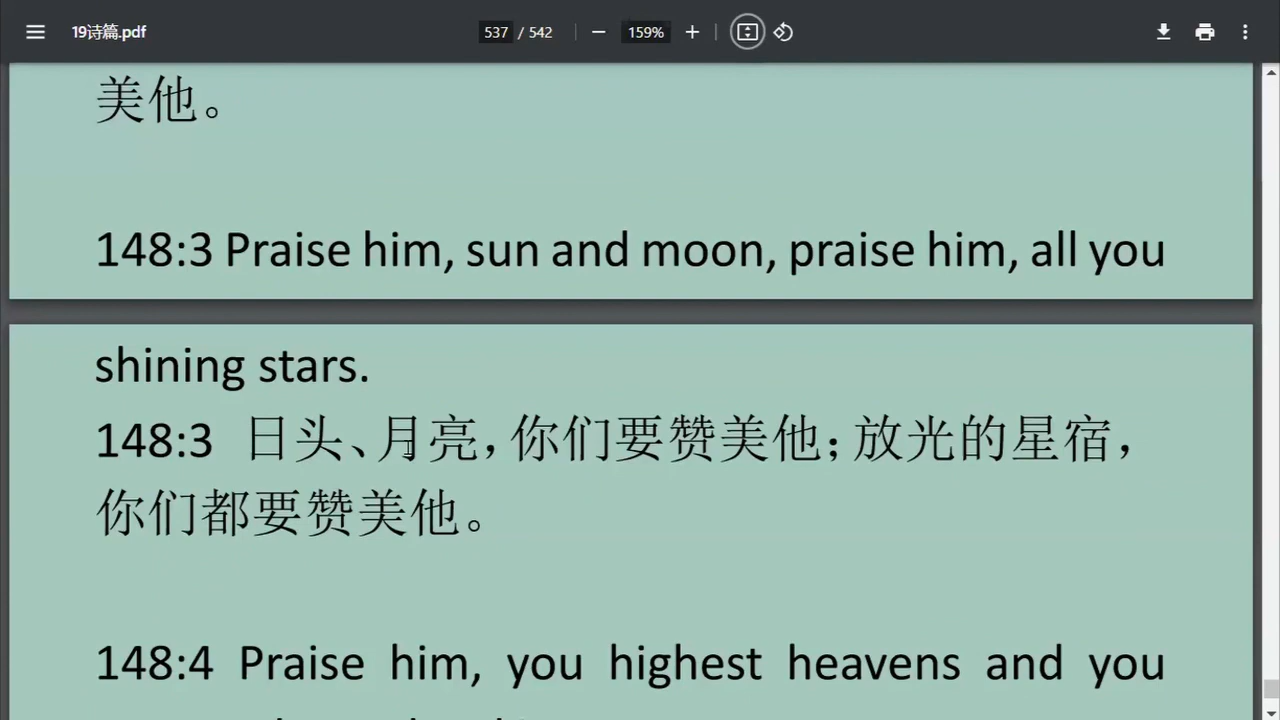 19诗篇.pdf
537 / 542
159%
美他。
148:3 Praise him, sun and moon, praise him, all you
shining stars.
148:3 日头、月亮，你们要赞美他；放光的星宿，
你们都要赞美他。
148:4 Praise him, you highest heavens and you